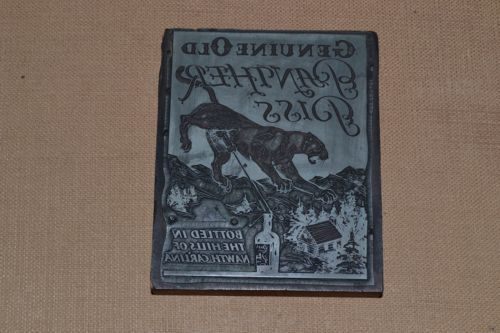 GENUINE OLD
PANTHER
PISS
BOTTLED IN
THE HILLS OF
NAWTH CARLINA